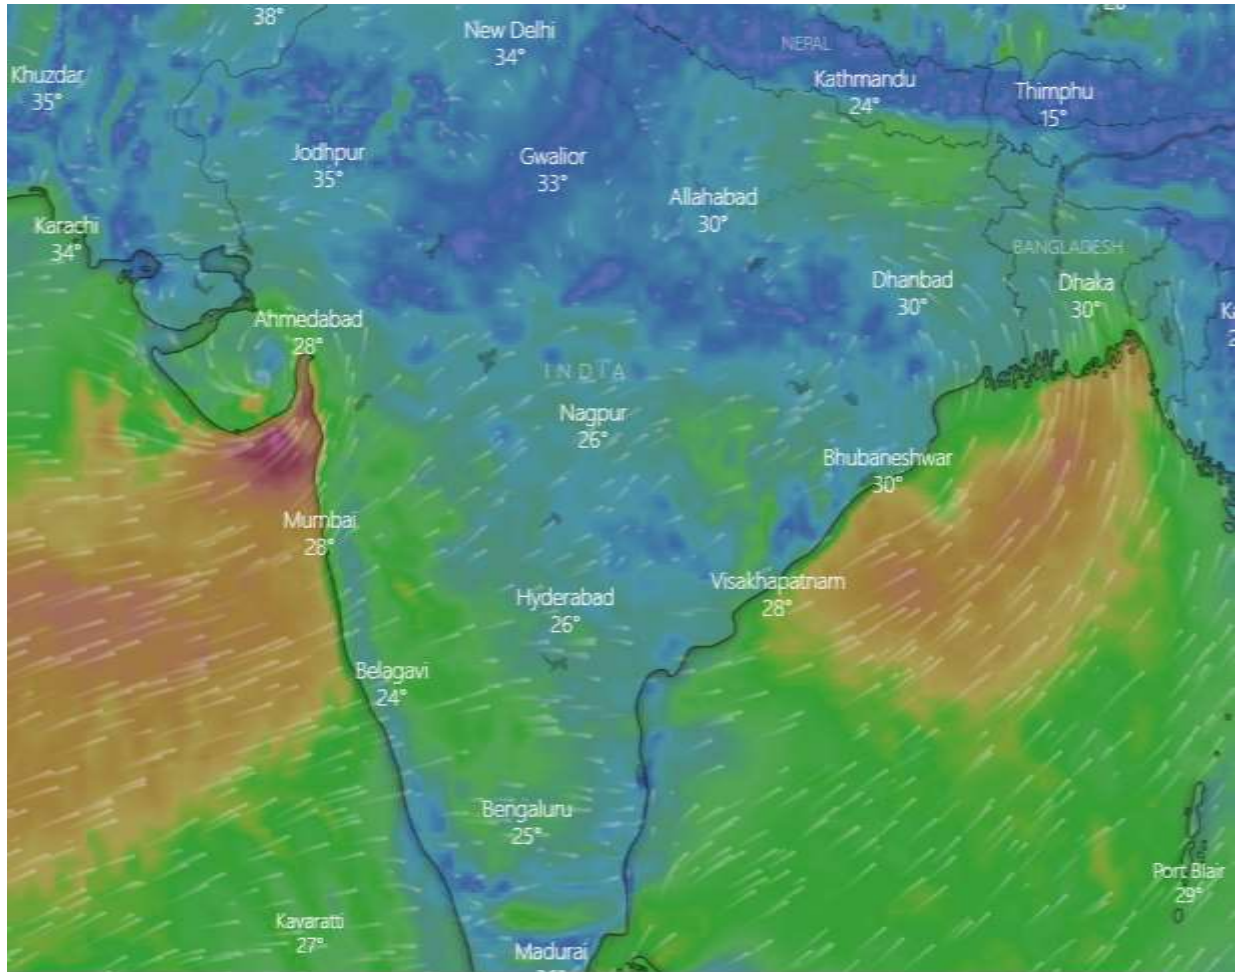 38°
New Delhi
34°
NEPAL
Khuzdar
35°
Kathmandu
24°
Thimphu
15°
Jodhpur
35°
Gwalior
33°
Allahabad
30°
Karachi
34°
BANGLADESH
Dhanbad
30°
Dhaka
30°
Ahmedabad
28°
INDIA
Nagpur
26°
Bhubaneshwar
30°
Mumbai
28°
Visakhapatnam
28°
Hyderabad
26°
Belagavi
24°
Bengaluru
25°
Port Blair
29°
Kavaratti
27°
Madurai